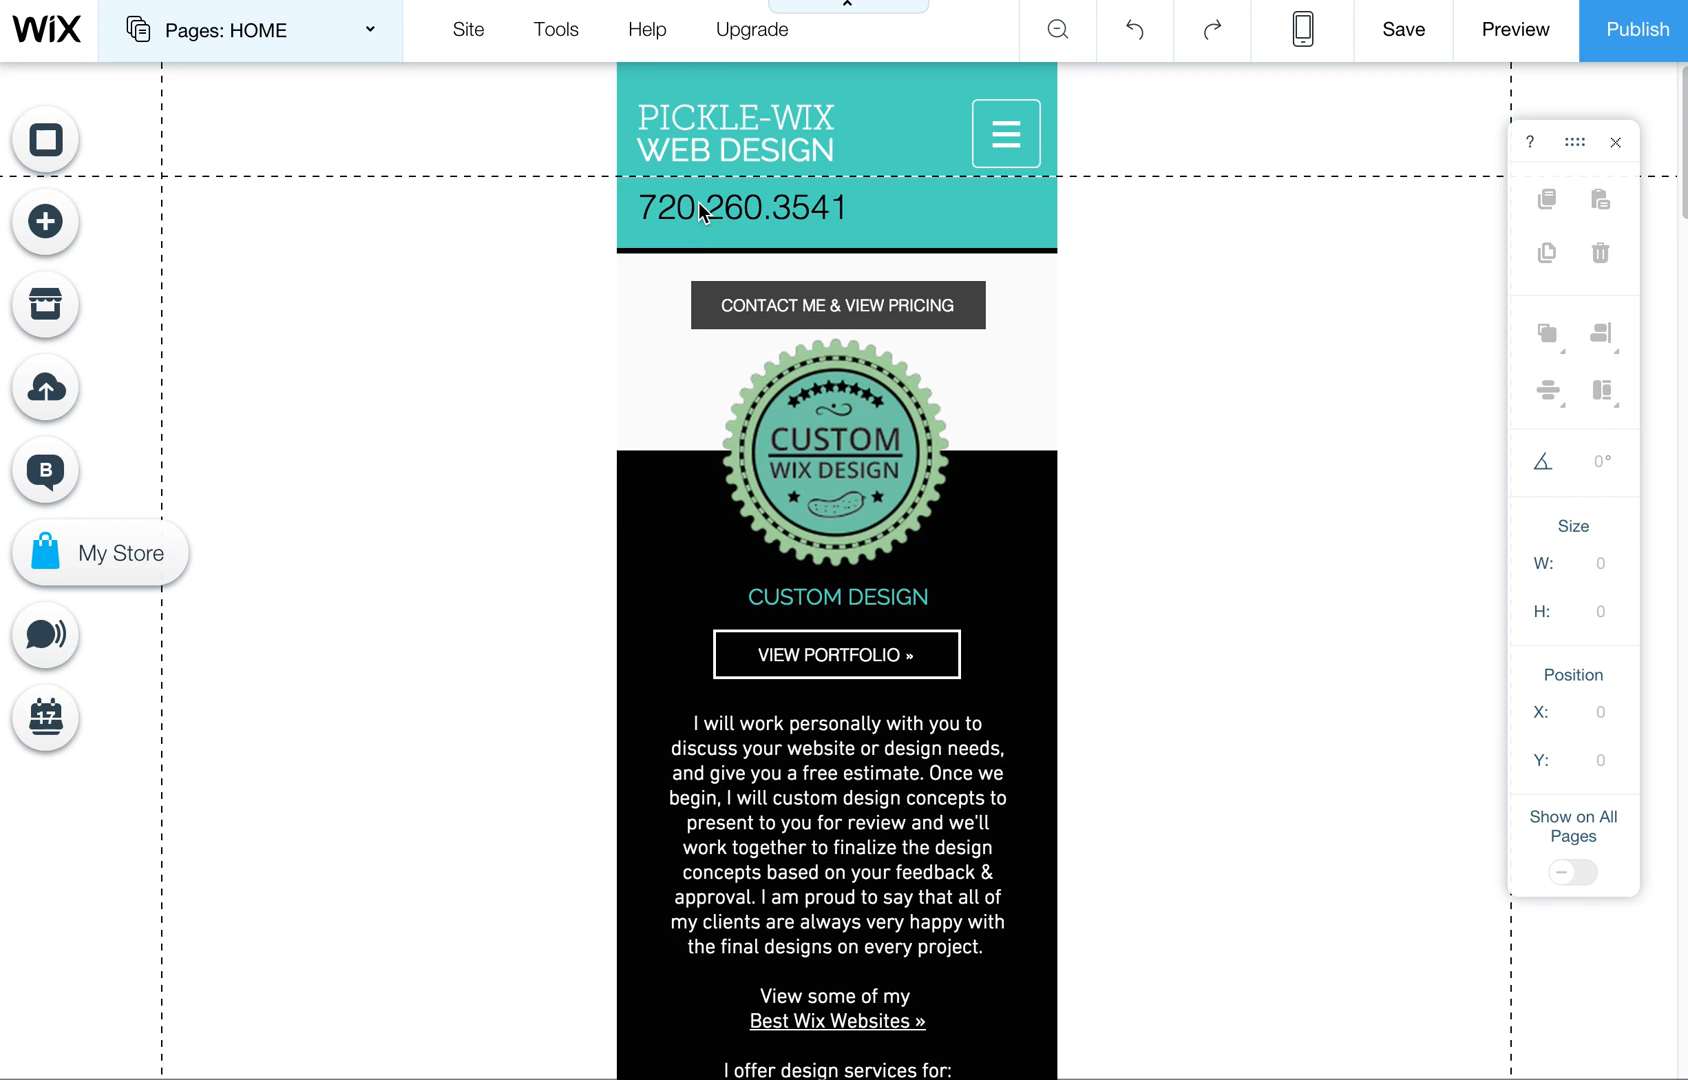 WiX
Pages: HOME
Site
Tools
Help
Upgrade
Save
Preview
Publish
PICKLE-WIX
WEB DESIGN
720.260.3541
CONTACT ME & VIEW PRICING
CUSTOM
WIX DESIGN
CUSTOM DESIGN
VIEW PORTFOLIO »
I will work personally with you to
discuss your website or design needs,
and give you a free estimate. Once we
begin, I will custom design concepts to
present to you for review and we'll
work together to finalize the design
concepts based on your feedback &
approval. I am proud to say that all of
my clients are always very happy with
the final designs on every project.
View some of my
Best Wix Websites »
I offer design services for:
B
My Store
17
?
0°
Size
W: 0
H: 0
Position
X: 0
Y: 0
Show on All
Pages